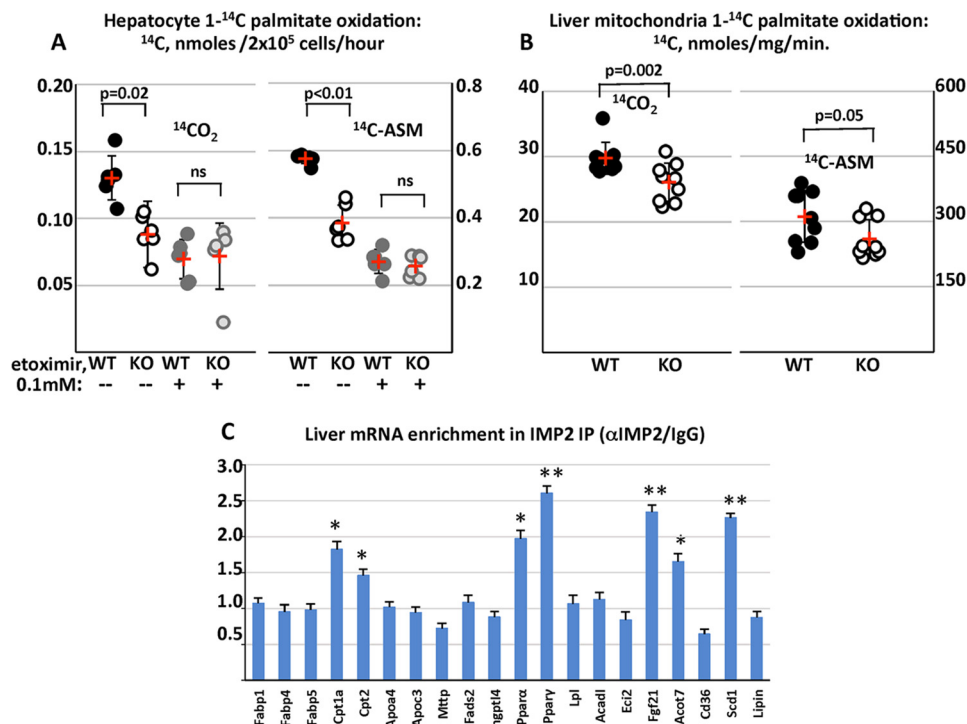 A
Hepatocyte 1-¹⁴C palmitate oxidation:
¹⁴C, nmoles /2x10⁵ cells/hour
0.20
0.15
0.10
0.05
p=0.02
¹⁴CO₂
ns
0.8
0.6
0.4
0.2
p<0.01
¹⁴C-ASM
ns
etoximir, WT KO WT KO WT KO WT KO
0.1mM: -- -- + + -- -- + +
B
Liver mitochondria 1-¹⁴C palmitate oxidation:
¹⁴C, nmoles/mg/min.
40
30
20
10
p=0.002
¹⁴CO₂
600
450
300
150
p=0.05
¹⁴C-ASM
WT KO WT KO
C
Liver mRNA enrichment in IMP2 IP (αIMP2/IgG)
3.0
2.5
2.0
1.5
1.0
0.5
* * * ** ** * **
Fabp1
Fabp4
Fabp5
Cpt1a
Cpt2
Apoa4
Apoc3
Mttp
Fads2
ngptl4
Pparα
Pparγ
Lpl
Acadl
Eci2
Fgf21
Acot7
Cd36
Scd1
Lipin